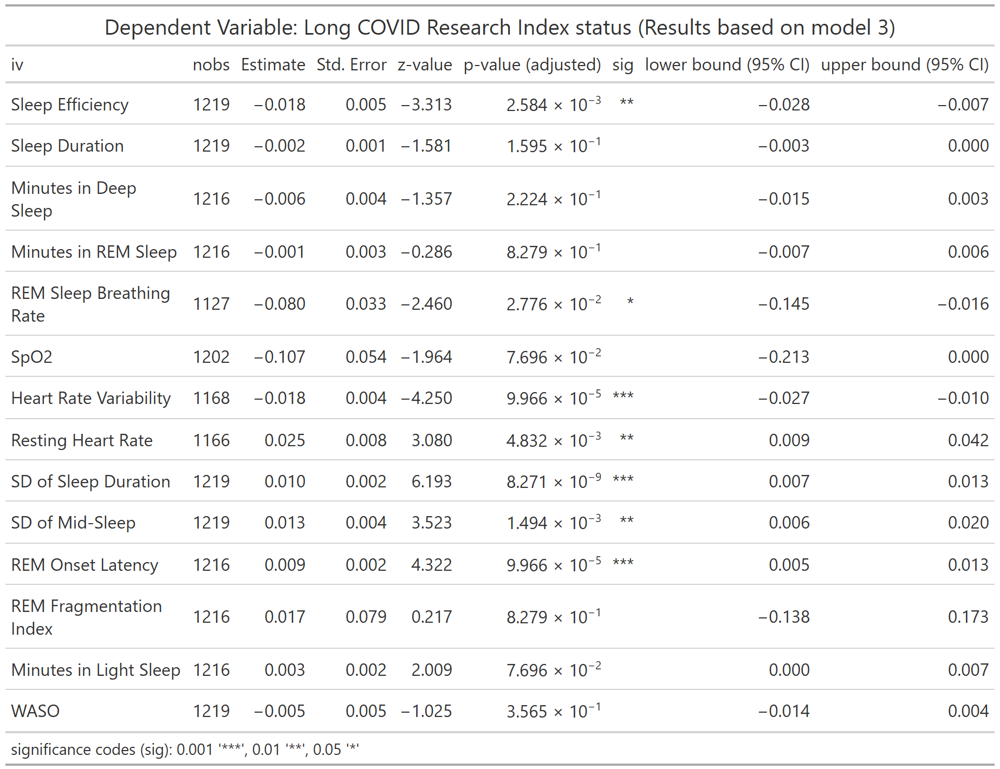 Dependent Variable: Long COVID Research Index status (Results based on model 3)
iv nobs Estimate Std. Error z-value p-value (adjusted) sig lower bound (95% CI) upper bound (95% CI)
Sleep Efficiency 1219 −0.018 0.005 −3.313 2.584 × 10⁻³ ** −0.028 −0.007
Sleep Duration 1219 −0.002 0.001 −1.581 1.595 × 10⁻¹ −0.003 0.000
Minutes in Deep
Sleep 1216 −0.006 0.004 −1.357 2.224 × 10⁻¹ −0.015 0.003
Minutes in REM Sleep 1216 −0.001 0.003 −0.286 8.279 × 10⁻¹ −0.007 0.006
REM Sleep Breathing
Rate 1127 −0.080 0.033 −2.460 2.776 × 10⁻² * −0.145 −0.016
SpO2 1202 −0.107 0.054 −1.964 7.696 × 10⁻² −0.213 0.000
Heart Rate Variability 1168 −0.018 0.004 −4.250 9.966 × 10⁻⁵ *** −0.027 −0.010
Resting Heart Rate 1166 0.025 0.008 3.080 4.832 × 10⁻³ ** 0.009 0.042
SD of Sleep Duration 1219 0.010 0.002 6.193 8.271 × 10⁻⁹ *** 0.007 0.013
SD of Mid-Sleep 1219 0.013 0.004 3.523 1.494 × 10⁻³ ** 0.006 0.020
REM Onset Latency 1216 0.009 0.002 4.322 9.966 × 10⁻⁵ *** 0.005 0.013
REM Fragmentation
Index 1216 0.017 0.079 0.217 8.279 × 10⁻¹ −0.138 0.173
Minutes in Light Sleep 1216 0.003 0.002 2.009 7.696 × 10⁻² 0.000 0.007
WASO 1219 −0.005 0.005 −1.025 3.565 × 10⁻¹ −0.014 0.004
significance codes (sig): 0.001 '***', 0.01 '**', 0.05 '*'